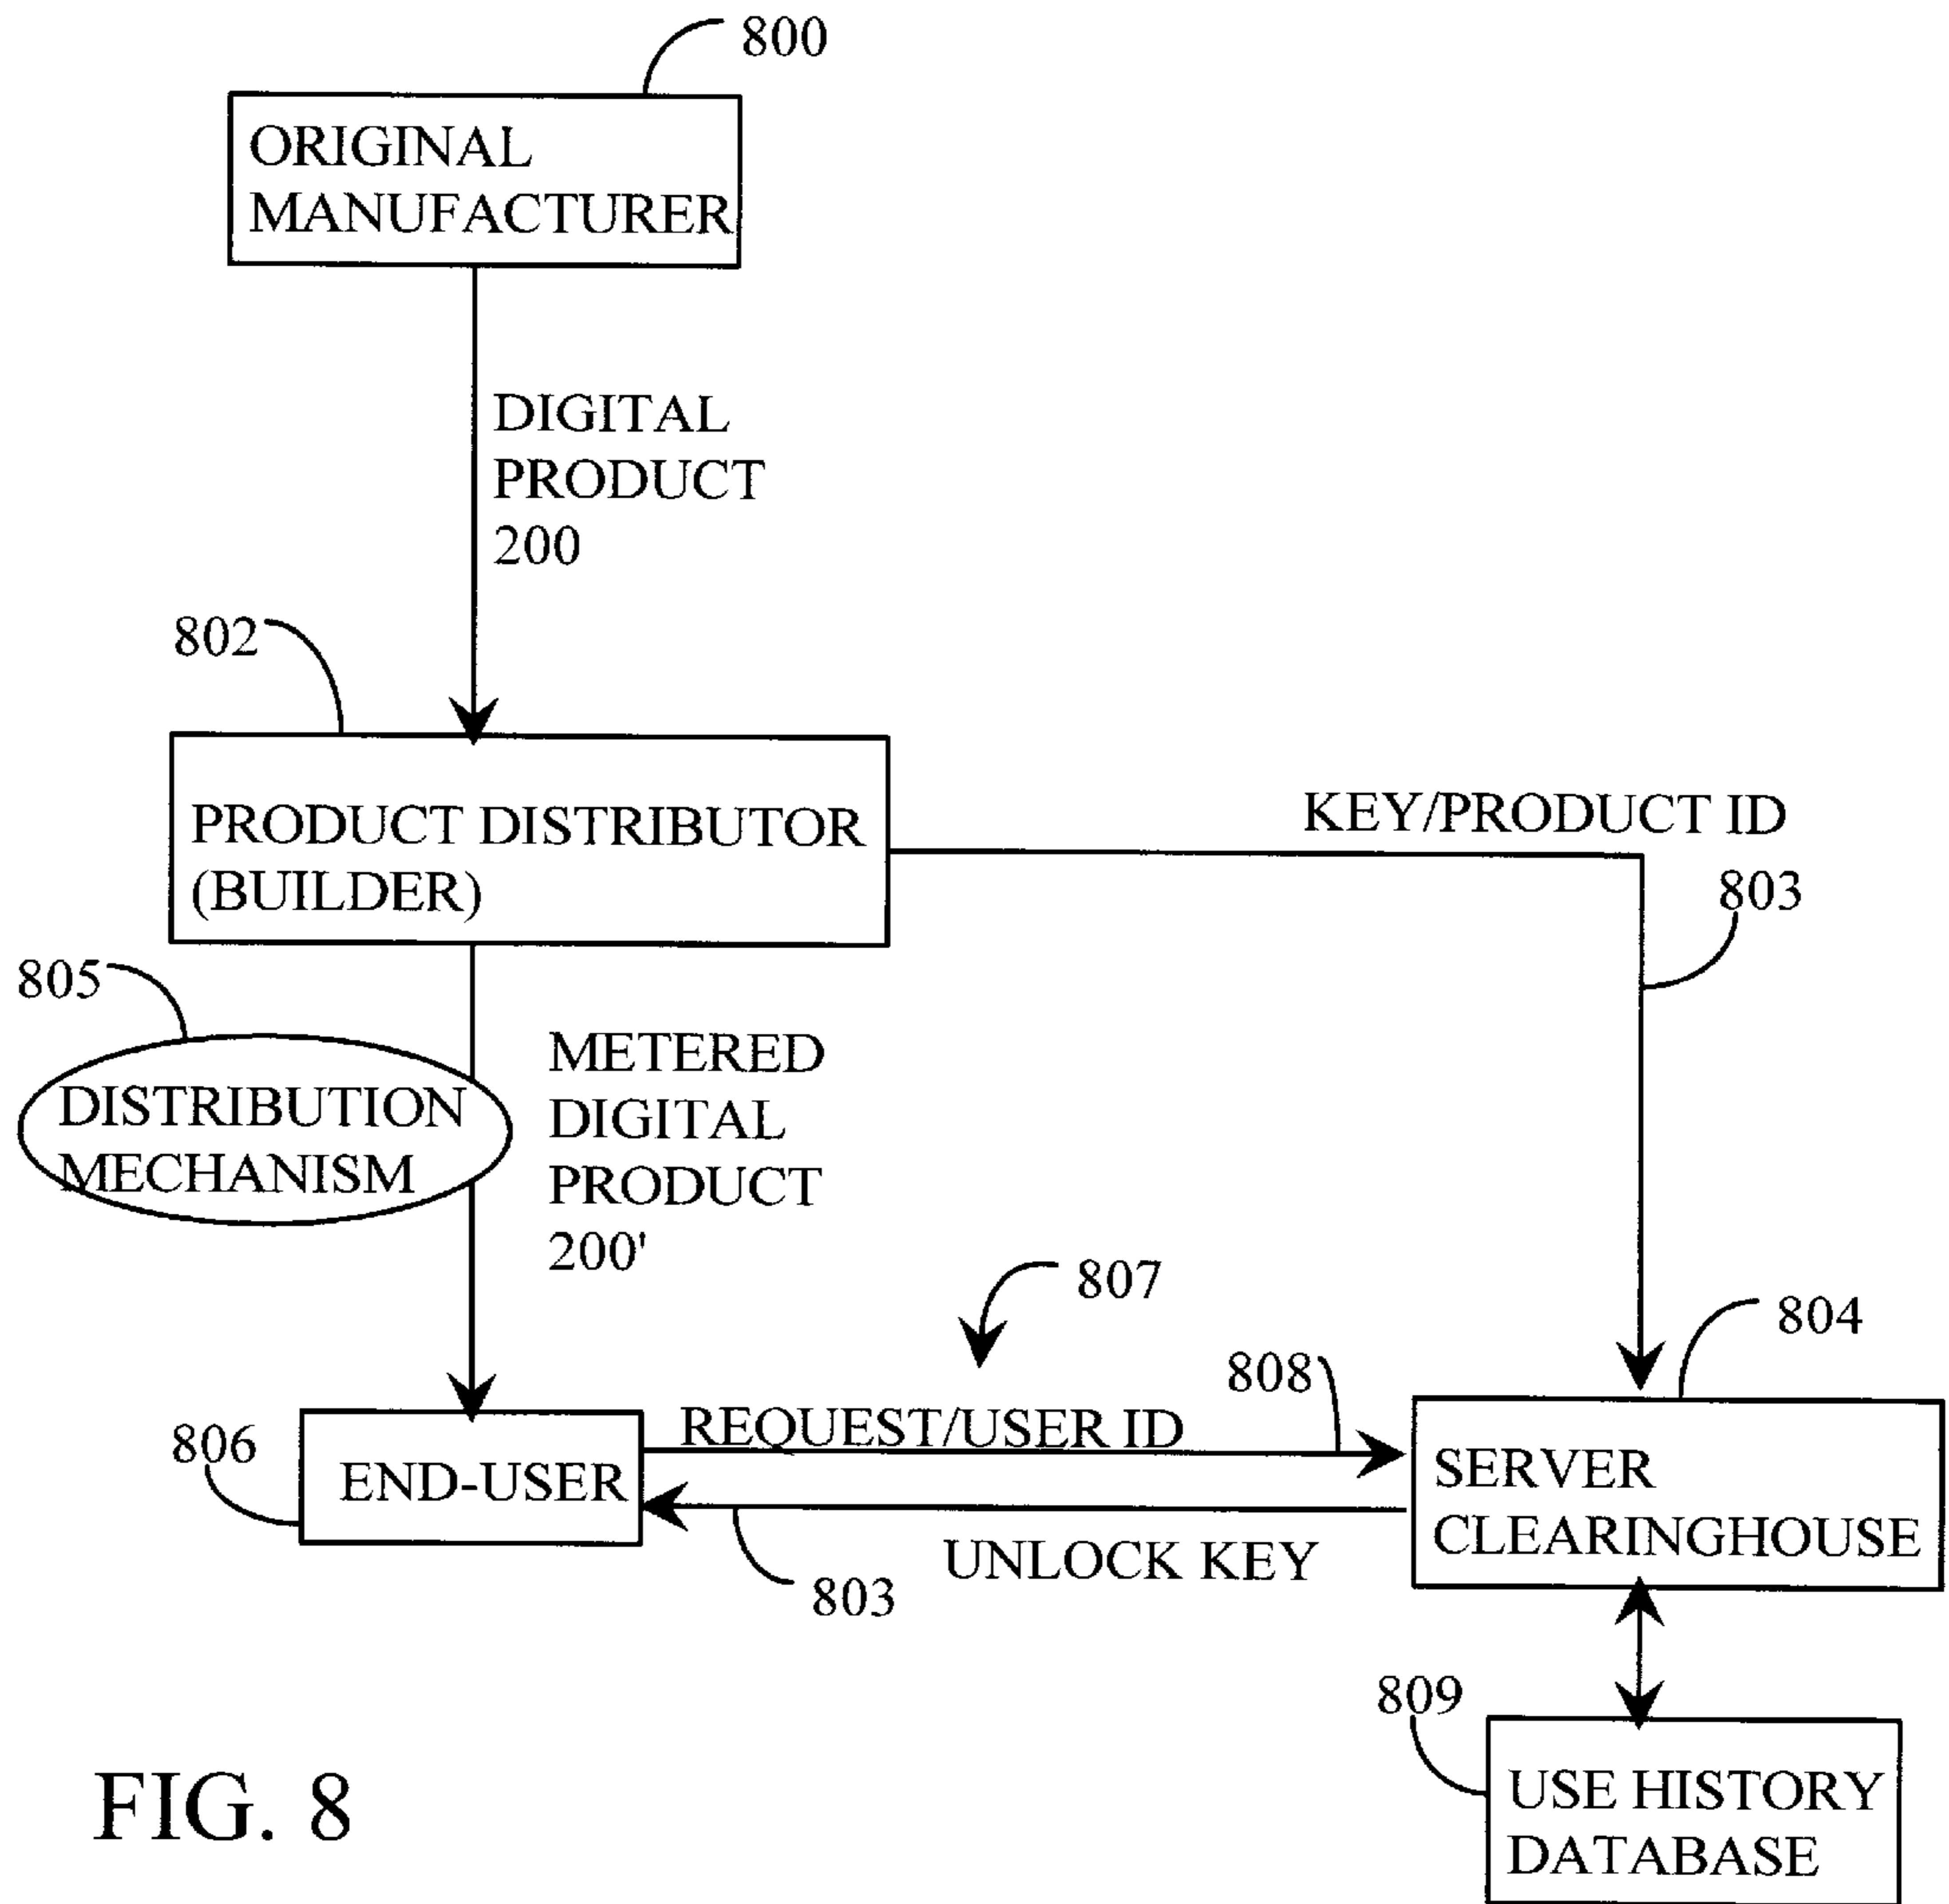 800
ORIGINAL
MANUFACTURER
DIGITAL
PRODUCT
200
802
PRODUCT DISTRIBUTOR
(BUILDER)
KEY/PRODUCT ID
803
805
DISTRIBUTION
MECHANISM
METERED
DIGITAL
PRODUCT
200'
807
804
808
REQUEST/USER ID
806
END-USER
SERVER
CLEARINGHOUSE
UNLOCK KEY
803
809
USE HISTORY
DATABASE
FIG. 8